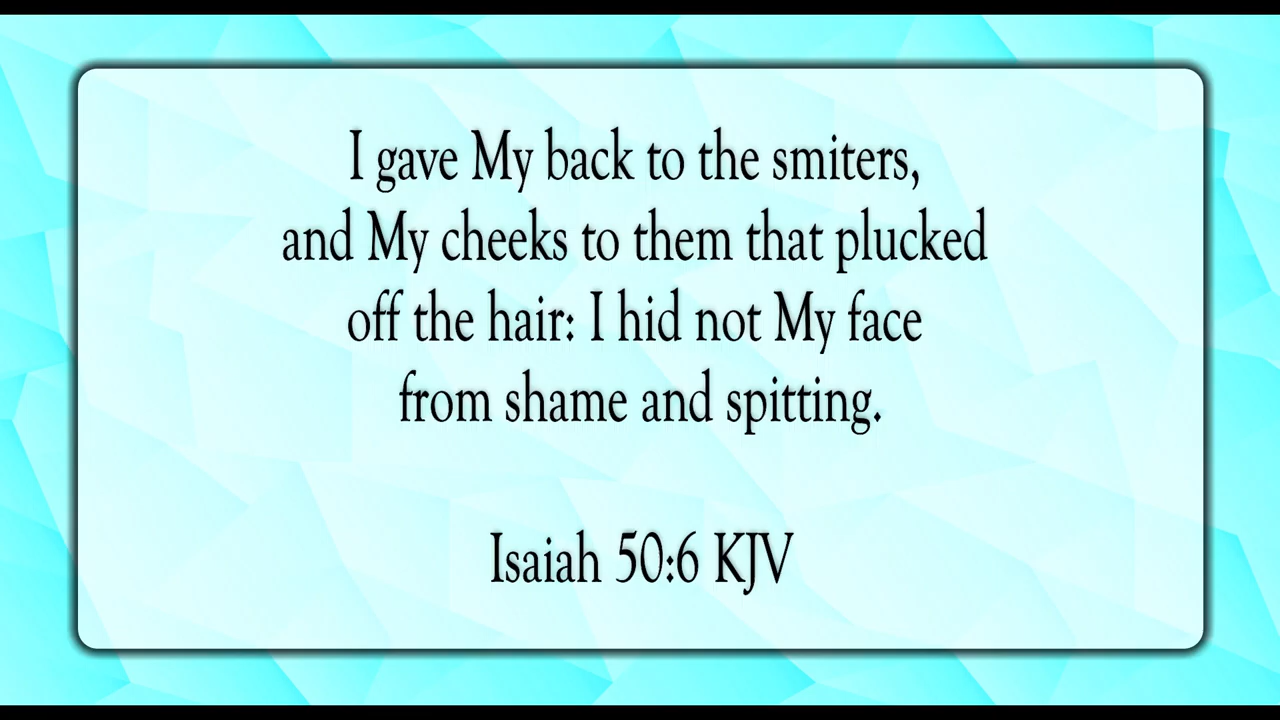 I gave My back to the smiters,
and My cheeks to them that plucked
off the hair: I hid not My face
from shame and spitting.
Isaiah 50:6 KJV